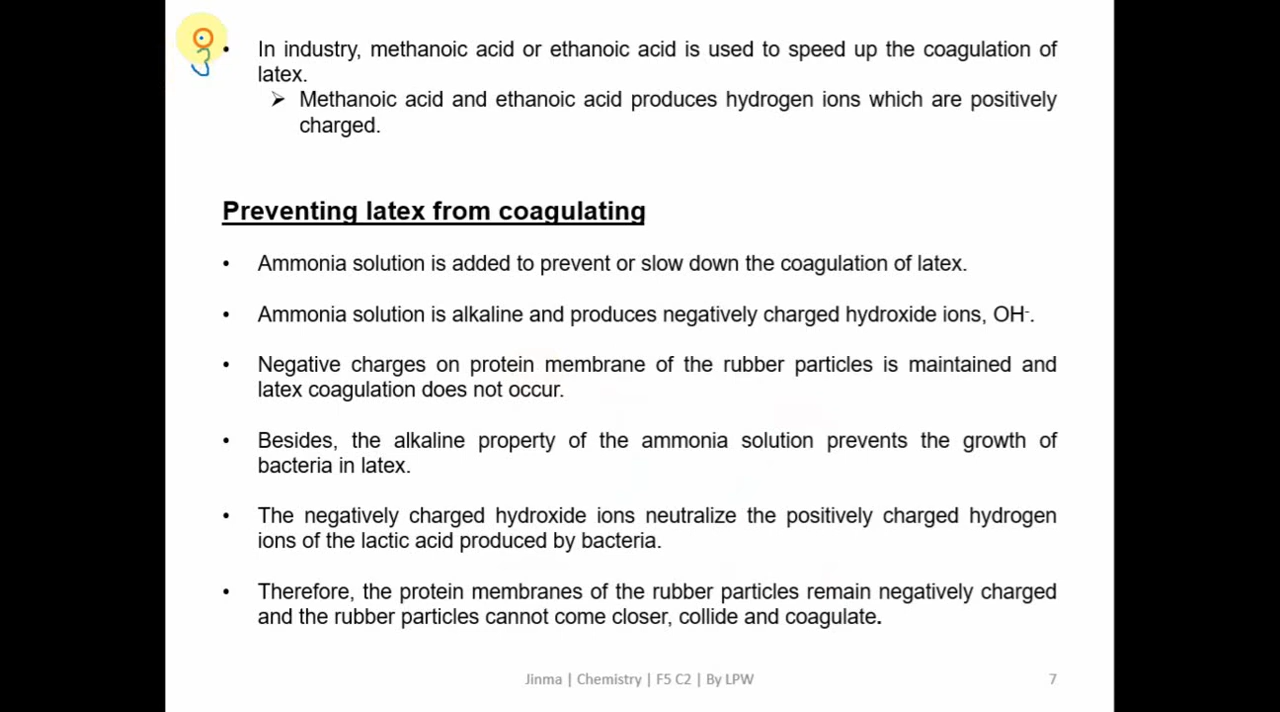 • In industry, methanoic acid or ethanoic acid is used to speed up the coagulation of
latex.
➢ Methanoic acid and ethanoic acid produces hydrogen ions which are positively
charged.
Preventing latex from coagulating
• Ammonia solution is added to prevent or slow down the coagulation of latex.
• Ammonia solution is alkaline and produces negatively charged hydroxide ions, OH⁻.
• Negative charges on protein membrane of the rubber particles is maintained and
latex coagulation does not occur.
• Besides, the alkaline property of the ammonia solution prevents the growth of
bacteria in latex.
• The negatively charged hydroxide ions neutralize the positively charged hydrogen
ions of the lactic acid produced by bacteria.
• Therefore, the protein membranes of the rubber particles remain negatively charged
and the rubber particles cannot come closer, collide and coagulate.
Jinma | Chemistry | F5 C2 | By LPW
7